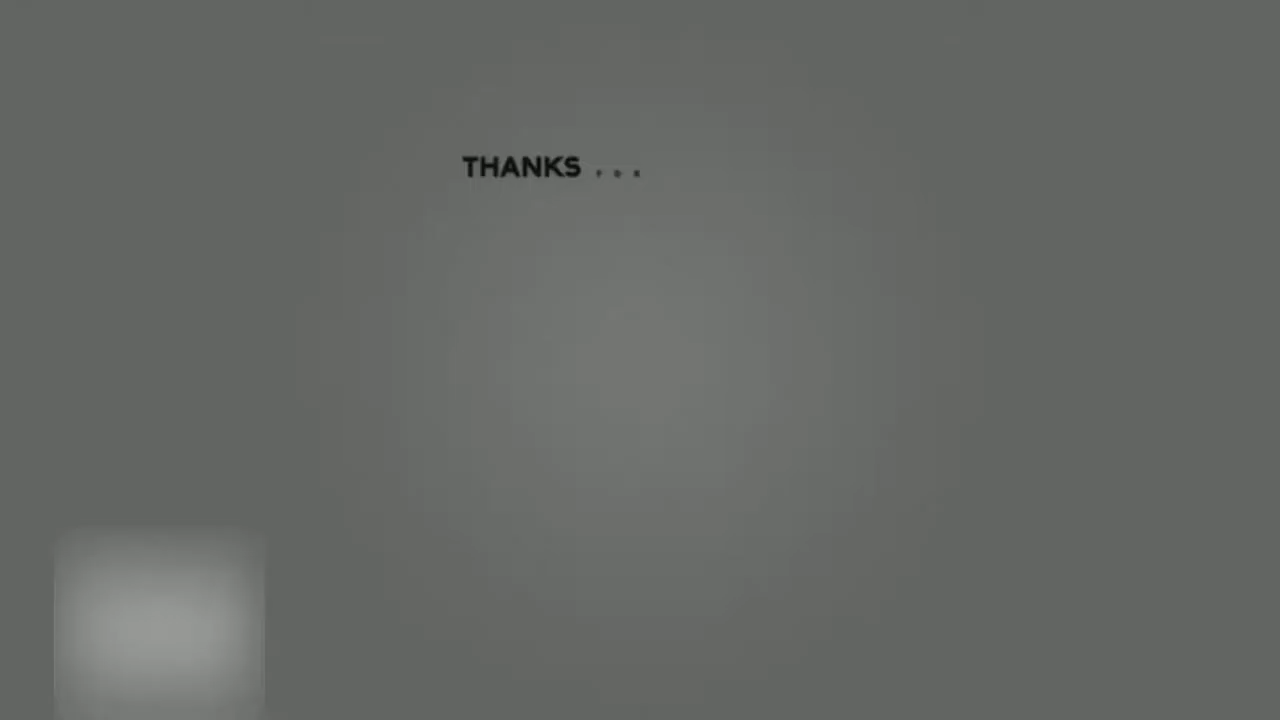 THANKS . . .